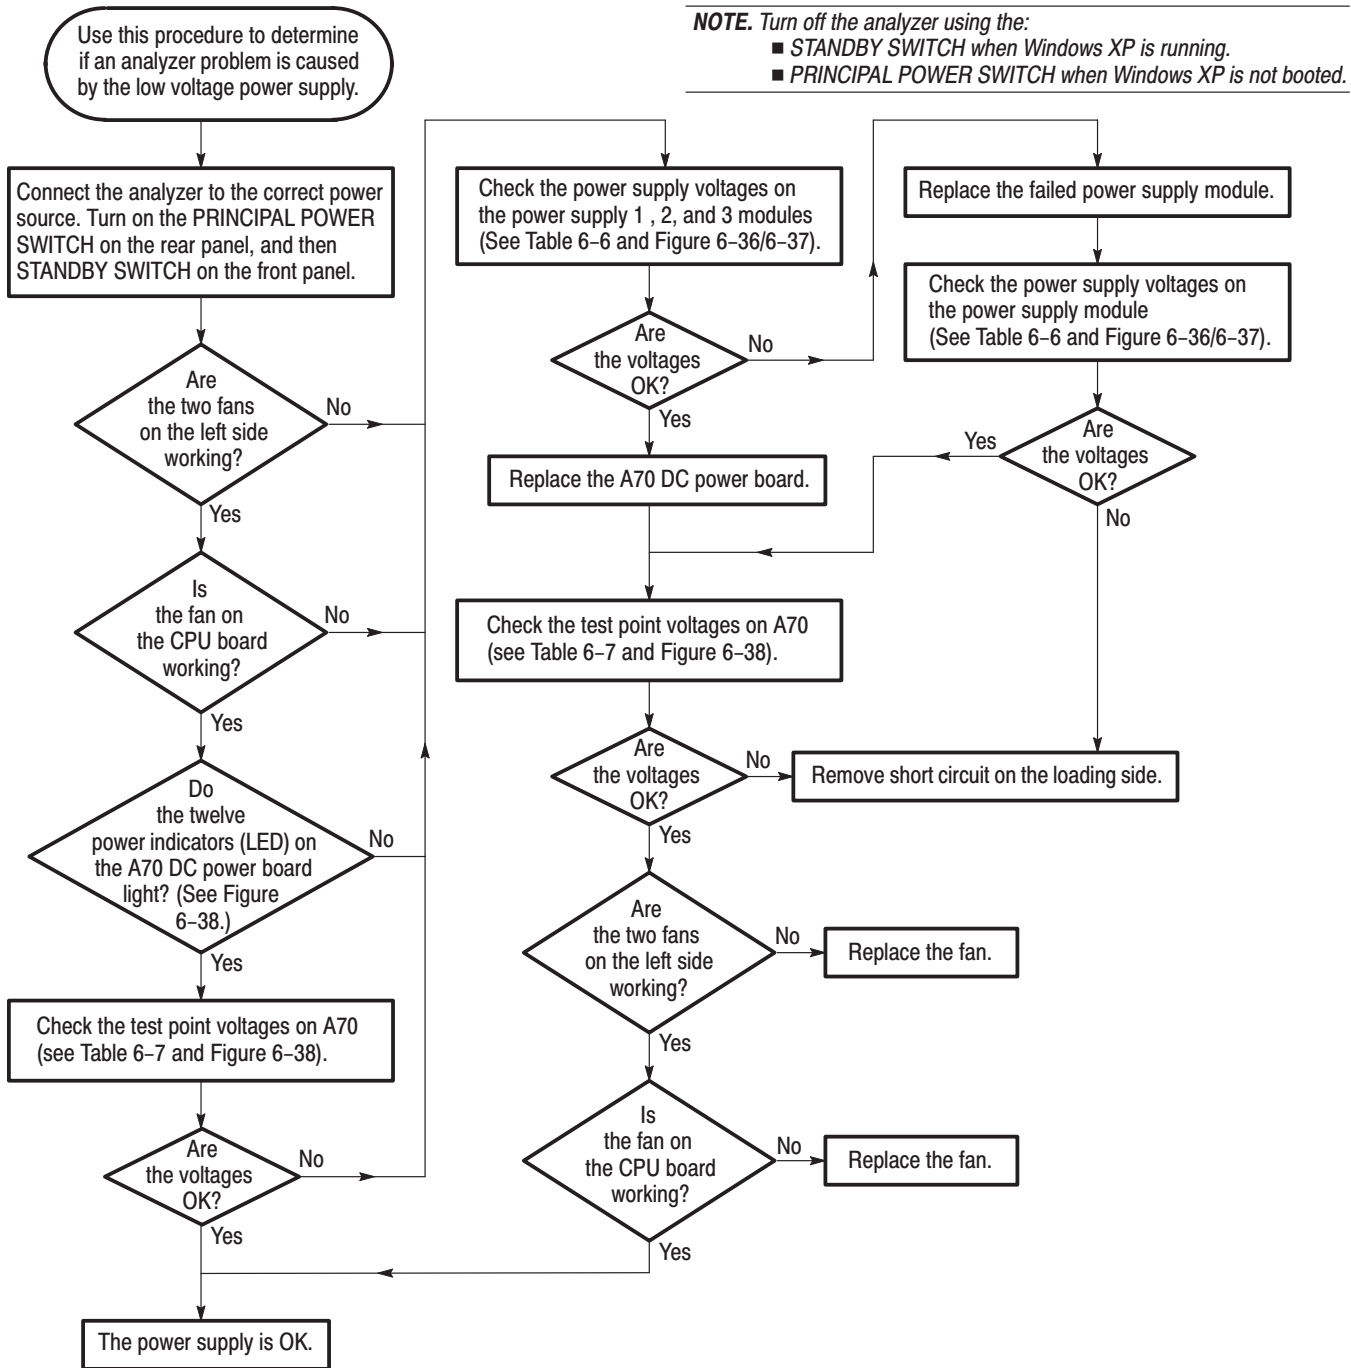 Use this procedure to determine
if an analyzer problem is caused
by the low voltage power supply.
NOTE. Turn off the analyzer using the:
■ STANDBY SWITCH when Windows XP is running.
■ PRINCIPAL POWER SWITCH when Windows XP is not booted.
Connect the analyzer to the correct power
source. Turn on the PRINCIPAL POWER
SWITCH on the rear panel, and then
STANDBY SWITCH on the front panel.
Are
the two fans
on the left side
working?
No
Yes
Is
the fan on
the CPU board
working?
No
Yes
Do
the twelve
power indicators (LED) on
the A70 DC power board
light? (See Figure
6–38.)
No
Yes
Check the test point voltages on A70
(see Table 6–7 and Figure 6–38).
Are
the voltages
OK?
No
Yes
The power supply is OK.
Check the power supply voltages on
the power supply 1 , 2, and 3 modules
(See Table 6–6 and Figure 6–36/6–37).
Are
the voltages
OK?
No
Yes
Replace the A70 DC power board.
Check the test point voltages on A70
(see Table 6–7 and Figure 6–38).
Are
the voltages
OK?
No
Yes
Remove short circuit on the loading side.
Are
the two fans
on the left side
working?
No
Replace the fan.
Yes
Is
the fan on
the CPU board
working?
No
Replace the fan.
Yes
Replace the failed power supply module.
Check the power supply voltages on
the power supply module
(See Table 6–6 and Figure 6–36/6–37).
Are
the voltages
OK?
Yes
No